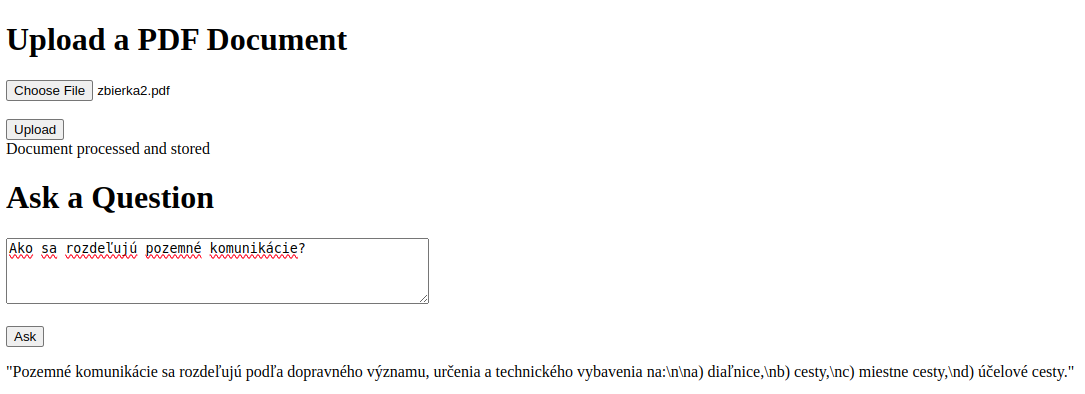 Upload a PDF Document
Choose File zbierka2.pdf
Upload
Document processed and stored
Ask a Question
Ako sa rozdeľujú pozemné komunikácie?
Ask
"Pozemné komunikácie sa rozdeľujú podľa dopravného významu, určenia a technického vybavenia na:\n\na) diaľnice,\nb) cesty,\nc) miestne cesty,\nd) účelové cesty."